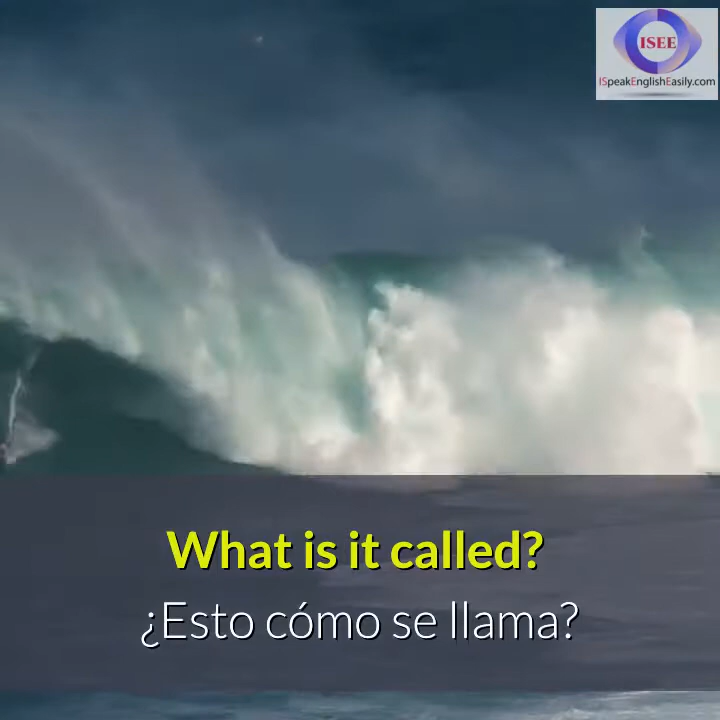 ISEE
ISpeakEnglishEasily.com
What is it called?
¿Esto cómo se llama?